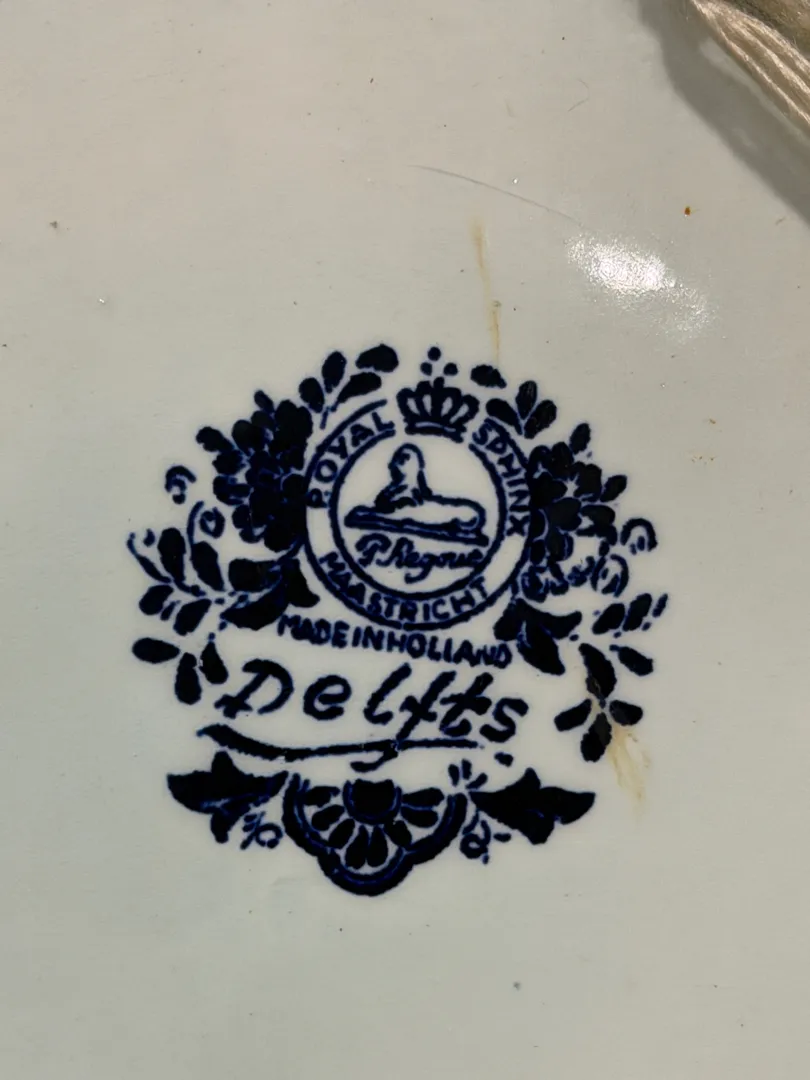 ROYAL SPHINX
P. Regout
MAASTRICHT
MADE IN HOLLAND
Delfts